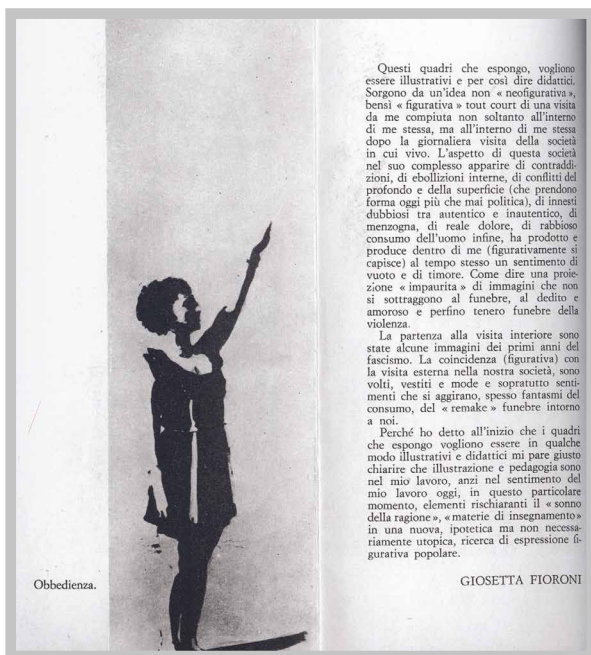 Obbedienza.
Questi quadri che espongo, vogliono
essere illustrativi e per così dire didattici.
Sorgono da un'idea non « neofigurativa »,
bensì « figurativa » tout court di una visita
da me compiuta non soltanto all'interno
di me stessa, ma all'interno di me stessa
dopo la giornaliera visita della società
in cui vivo. L'aspetto di questa società
nel suo complesso apparire di contraddi-
zioni, di ebollizioni interne, di conflitti del
profondo e della superficie (che prendono
forma oggi più che mai politica), di innesti
dubbiosi tra autentico e inautentico, di
menzogna, di reale dolore, di rabbioso
consumo dell'uomo infine, ha prodotto e
produce dentro di me (figurativamente si
capisce) al tempo stesso un sentimento di
vuoto e di timore. Come dire una proie-
zione « impaurita » di immagini che non
si sottraggono al funebre, al dedito e
amoroso e perfino tenero funebre della
violenza.
La partenza alla visita interiore sono
state alcune immagini dei primi anni del
fascismo. La coincidenza (figurativa) con
la visita esterna nella nostra società, sono
volti, vestiti e mode e sopratutto senti-
menti che si aggirano, spesso fantasmi del
consumo, del « remake » funebre intorno
a noi.
Perché ho detto all'inizio che i quadri
che espongo vogliono essere in qualche
modo illustrativi e didattici mi pare giusto
chiarire che illustrazione e pedagogia sono
nel mio lavoro, anzi nel sentimento del
mio lavoro oggi, in questo particolare
momento, elementi rischiaranti il « sonno
della ragione », « materie di insegnamento »
in una nuova, ipotetica ma non necessa-
riamente utopica, ricerca di espressione fi-
gurativa popolare.
GIOSETTA FIORONI